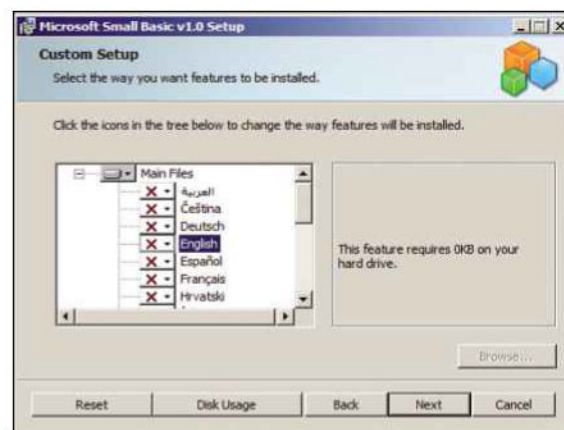 Microsoft Small Basic v1.0 Setup
Custom Setup
Select the way you want features to be installed.
Click the icons in the tree below to change the way features will be installed.
Main Files
العربية
Čeština
Deutsch
English
Español
Français
Hrvatski
This feature requires 0KB on your
hard drive.
Browse...
Reset
Disk Usage
Back
Next
Cancel